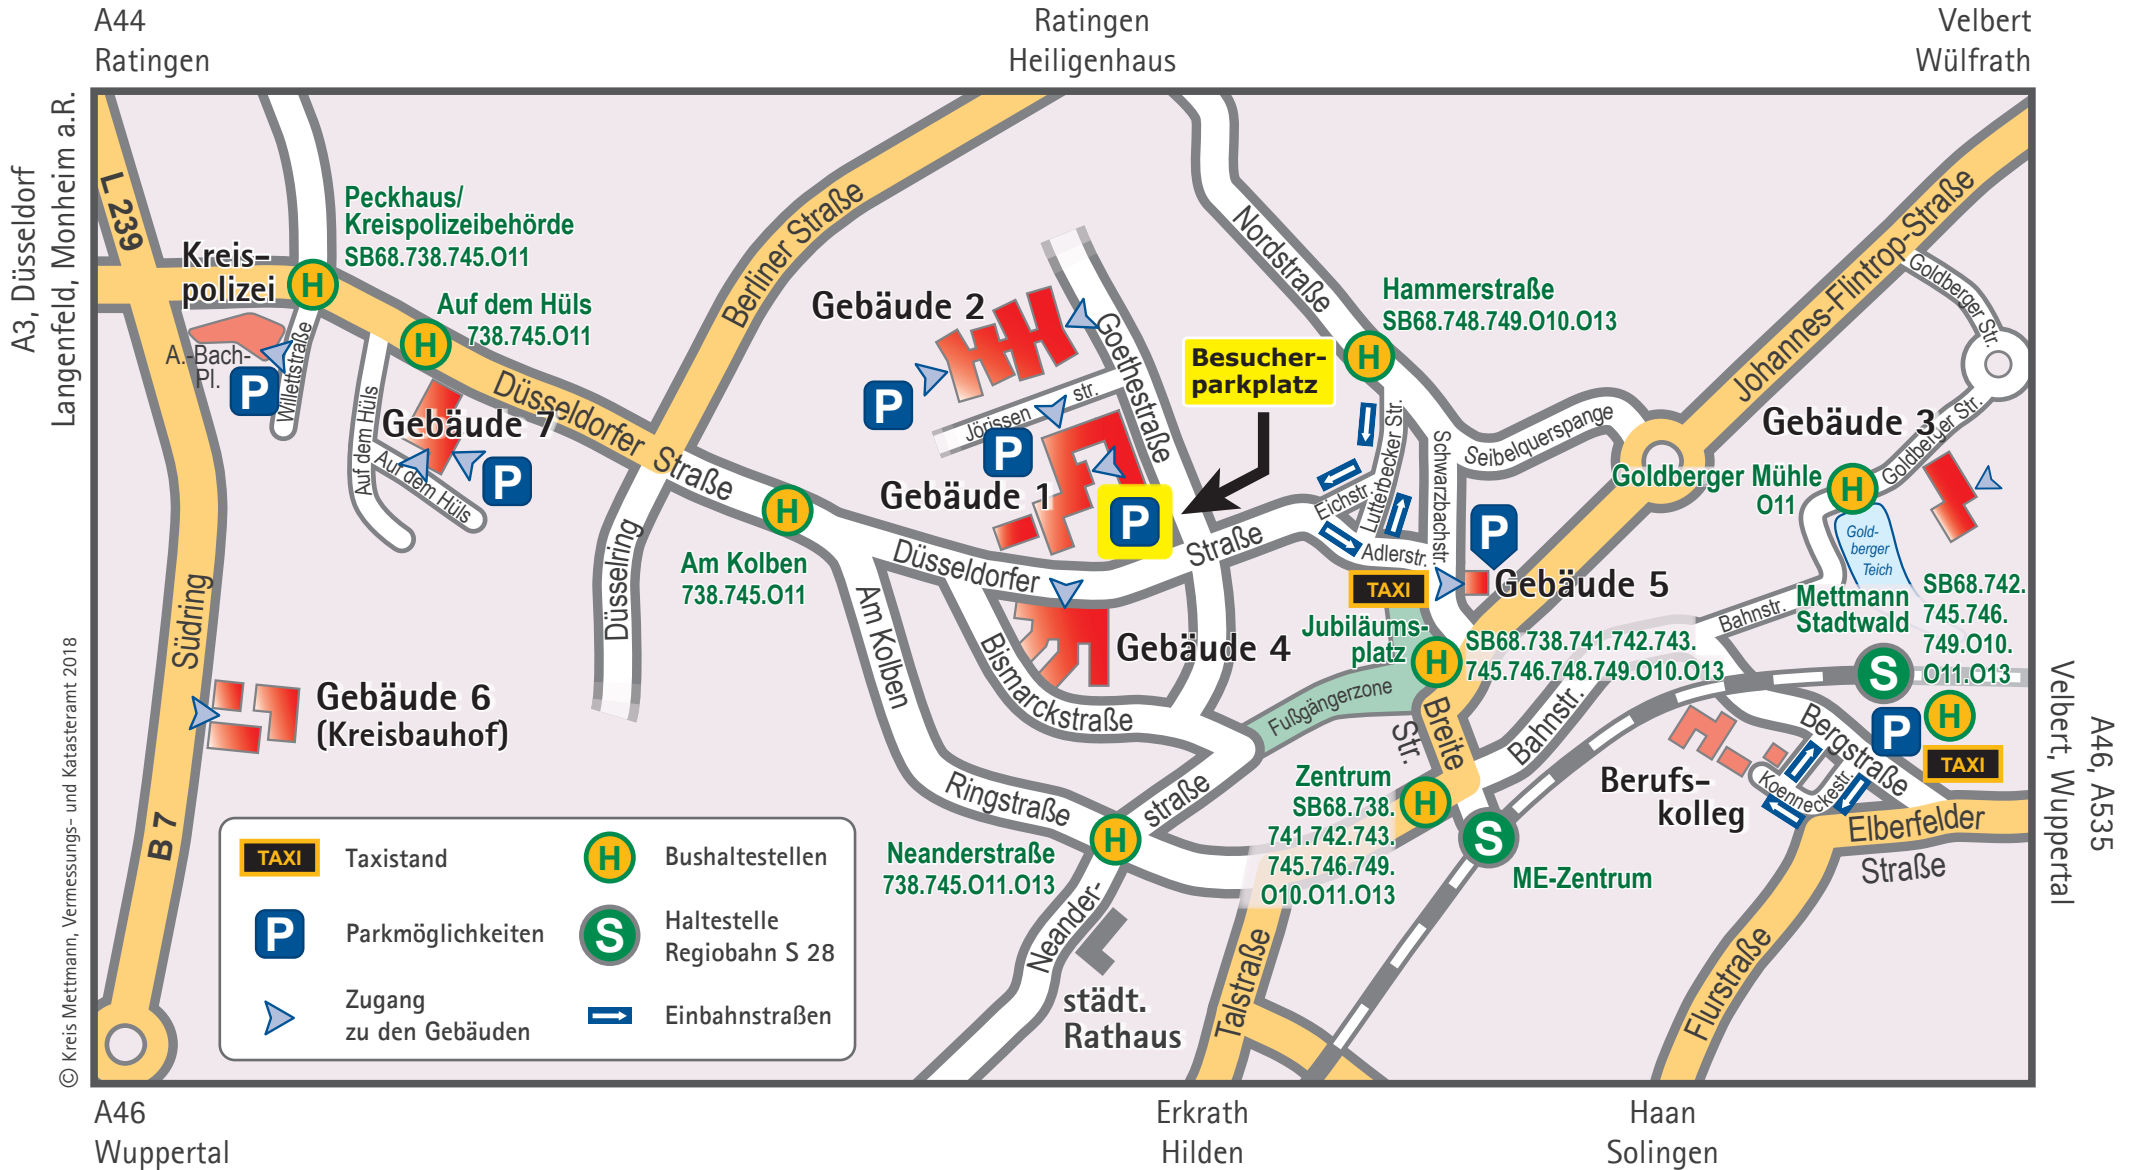 A44
Ratingen
Ratingen
Heiligenhaus
Velbert
Wülfrath
A3, Düsseldorf
Langenfeld, Monheim a.R.
L 239
Kreis-
polizei
Peckhaus/
Kreispolizeibehörde
SB68.738.745.O11
Auf dem Hüls
738.745.O11
A.-Bach-
Pl.
P
Willettstraße
H
H
Auf dem Hüls
Auf dem Hüls
Gebäude 7
P
Düsseldorfer Straße
Berliner Straße
Düsselring
H
Am Kolben
738.745.O11
Gebäude 2
P
Jörissen str.
P
Gebäude 1
Goethestraße
Besucher-
parkplatz
P
Düsseldorfer Straße
Nordstraße
Hammerstraße
SB68.748.749.O10.O13
H
Eichstr.
Lutterbecker Str.
Schwarzbachstr.
Adlerstr.
Seibelquerspange
Johannes-Flintrop-Straße
Goldberger Str.
Goldberger Str.
Gebäude 3
Goldberger Mühle
O11
H
Gold-
berger
Teich
P
Gebäude 5
TAXI
Jubiläums-
platz
H
SB68.738.741.742.743.
745.746.748.749.O10.O13
Bahnstr.
Mettmann
Stadtwald
SB68.742.
745.746.
749.O10.
O11.O13
S
P
H
TAXI
Gebäude 4
Am Kolben
Bismarckstraße
Fußgängerzone
Breite
Str.
Bahnstr.
Bergstraße
Koenneckestr.
Berufs-
kolleg
Elberfelder
Straße
Flurstraße
Südring
B 7
Gebäude 6
(Kreisbauhof)
Ringstraße
H
Neander-
straße
Neanderstraße
738.745.O11.O13
Zentrum
SB68.738.
741.742.743.
745.746.749.
O10.O11.O13
H
S
ME-Zentrum
städt.
Rathaus
Talstraße
TAXI
Taxistand
H
Bushaltestellen
P
Parkmöglichkeiten
S
Haltestelle
Regiobahn S 28
Zugang
zu den Gebäuden
Einbahnstraßen
© Kreis Mettmann, Vermessungs- und Katasteramt 2018
A46, A535
Velbert, Wuppertal
A46
Wuppertal
Erkrath
Hilden
Haan
Solingen